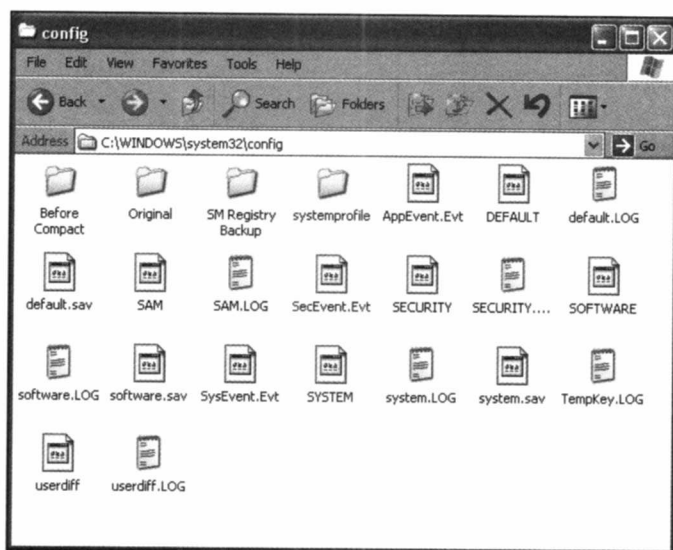 config
File Edit View Favorites Tools Help
Back Search Folders
Address C:\WINDOWS\system32\config Go
Before Compact Original SM Registry Backup systemprofile AppEvent.Evt DEFAULT default.LOG
default.sav SAM SAM.LOG SecEvent.Evt SECURITY SECURITY.... SOFTWARE
software.LOG software.sav SysEvent.Evt SYSTEM system.LOG system.sav TempKey.LOG
userdiff userdiff.LOG